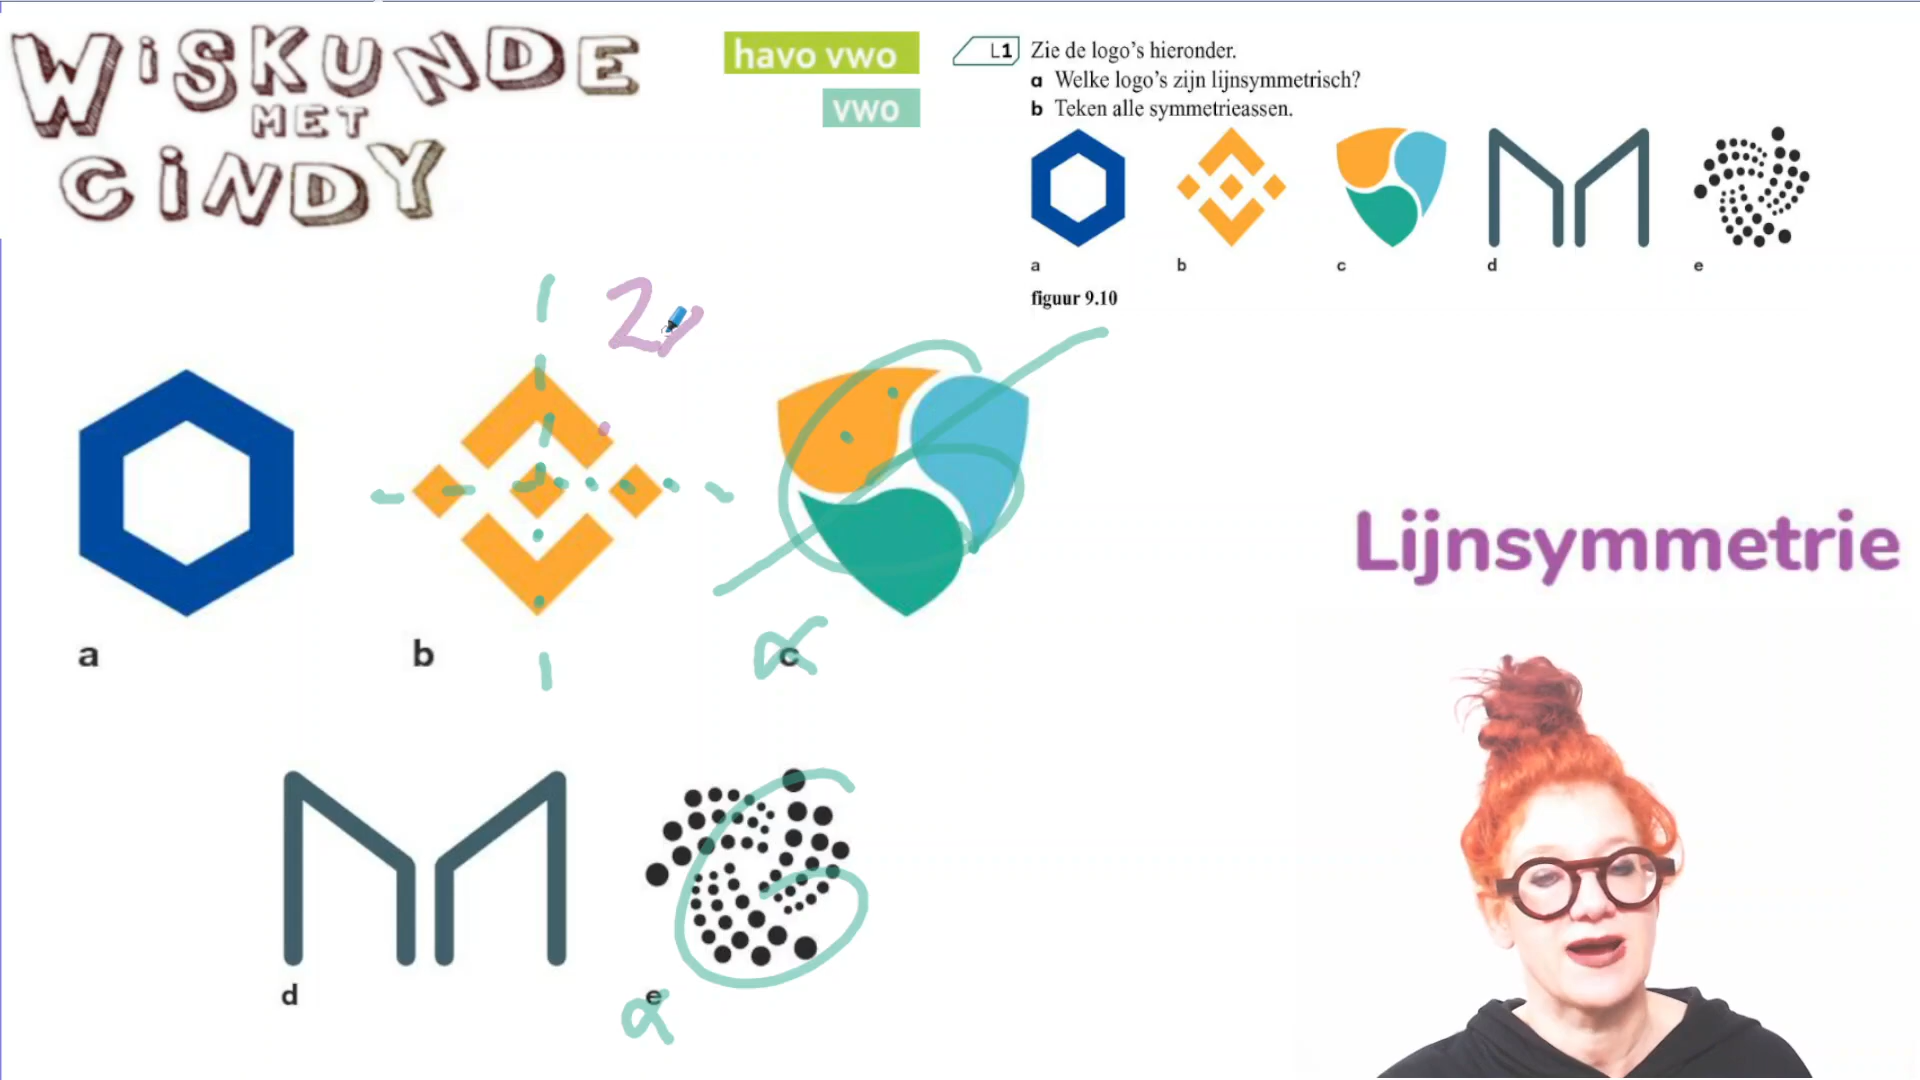 WiSKUNDE
MET
CiNDY
havo vwo
vwo
L1 Zie de logo's hieronder.
a Welke logo's zijn lijnsymmetrisch?
b Teken alle symmetrieassen.
a b c d e
figuur 9.10
2
a b c
Lijnsymmetrie
d e